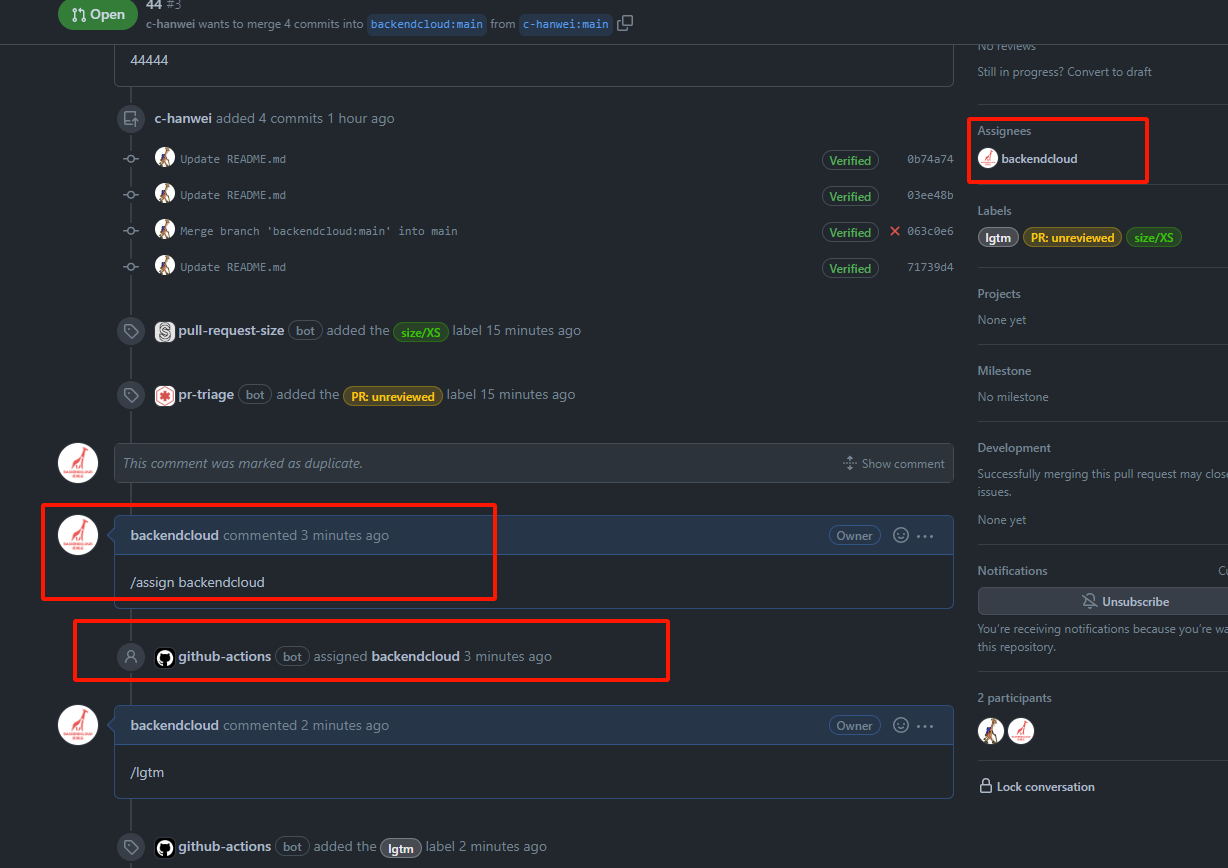 Open
44 #3
c-hanwei wants to merge 4 commits into backendcloud:main from c-hanwei:main
44444
c-hanwei added 4 commits 1 hour ago
Update README.md Verified 0b74a74
Update README.md Verified 03ee48b
Merge branch 'backendcloud:main' into main Verified 063c0e6
Update README.md Verified 71739d4
pull-request-size bot added the size/XS label 15 minutes ago
pr-triage bot added the PR: unreviewed label 15 minutes ago
This comment was marked as duplicate. Show comment
backendcloud commented 3 minutes ago Owner
/assign backendcloud
github-actions bot assigned backendcloud 3 minutes ago
backendcloud commented 2 minutes ago Owner
/lgtm
github-actions bot added the lgtm label 2 minutes ago
No reviews
Still in progress? Convert to draft
Assignees
backendcloud
Labels
lgtm PR: unreviewed size/XS
Projects
None yet
Milestone
No milestone
Development
Successfully merging this pull request may close
issues.
None yet
Notifications Cu
Unsubscribe
You're receiving notifications because you're wa
this repository.
2 participants
Lock conversation